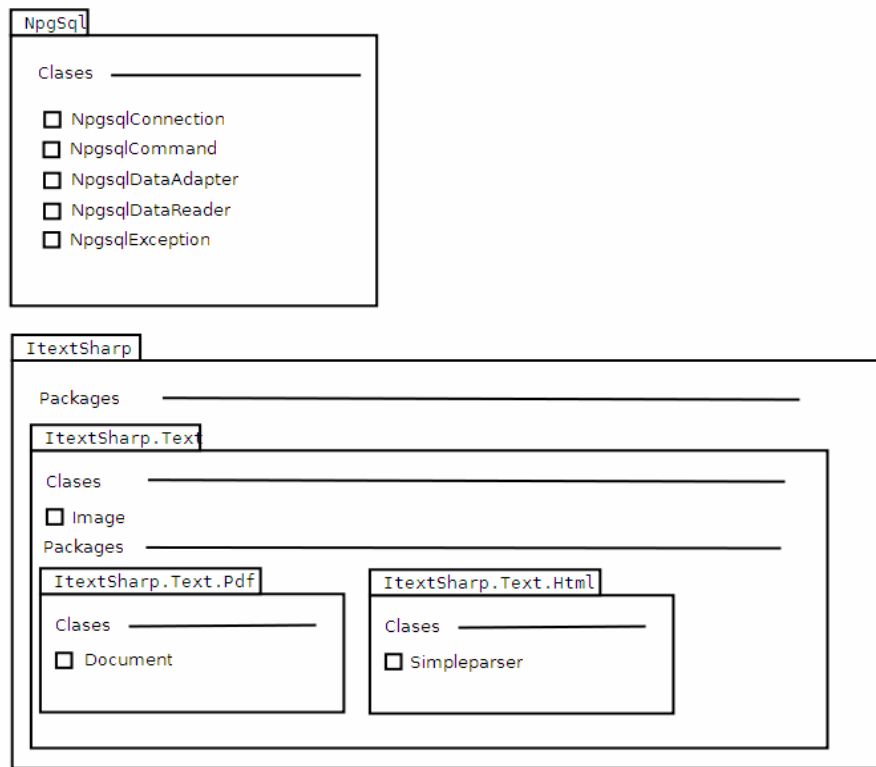 NpgSql
Clases
NpgsqlConnection
NpgsqlCommand
NpgsqlDataAdapter
NpgsqlDataReader
NpgsqlException
ItextSharp
Packages
ItextSharp.Text
Clases
Image
Packages
ItextSharp.Text.Pdf
Clases
Document
ItextSharp.Text.Html
Clases
Simpleparser